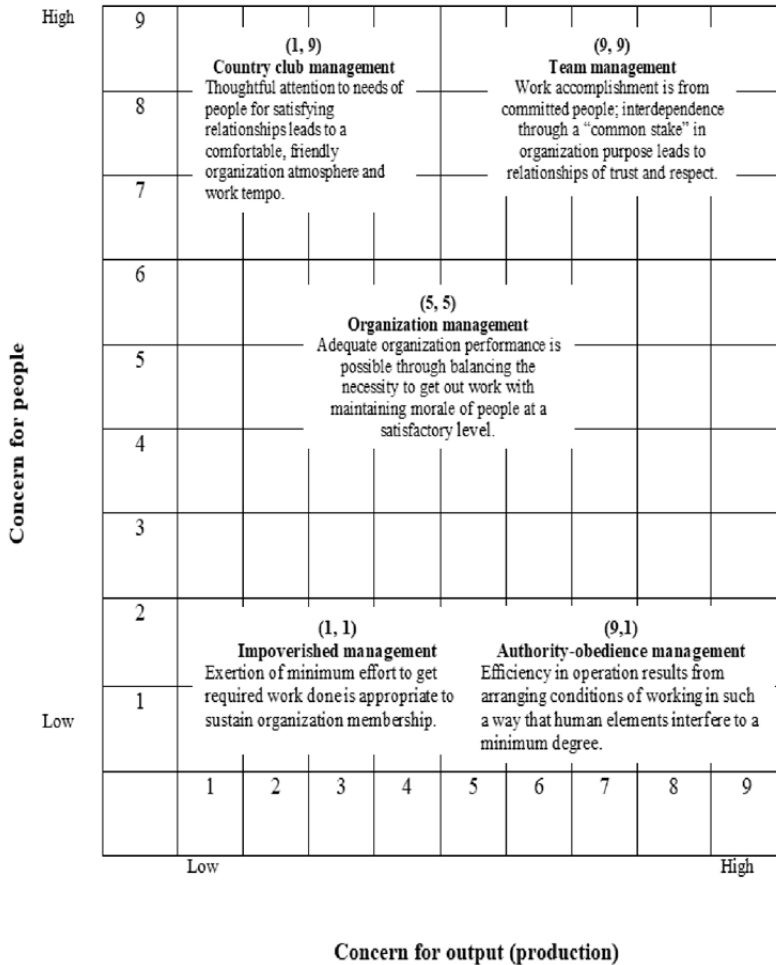 High
9
(1, 9)
Country club management
Thoughtful attention to needs of
people for satisfying
relationships leads to a
comfortable, friendly
organization atmosphere and
work tempo.
(9, 9)
Team management
Work accomplishment is from
committed people; interdependence
through a “common stake” in
organization purpose leads to
relationships of trust and respect.
8
7
6
(5, 5)
Organization management
Adequate organization performance is
possible through balancing the
necessity to get out work with
maintaining morale of people at a
satisfactory level.
5
4
3
Concern for people
2
(1, 1)
Impoverished management
Exertion of minimum effort to get
required work done is appropriate to
sustain organization membership.
(9,1)
Authority-obedience management
Efficiency in operation results from
arranging conditions of working in such
a way that human elements interfere to a
minimum degree.
1
Low
1 2 3 4 5 6 7 8 9
Low High
Concern for output (production)